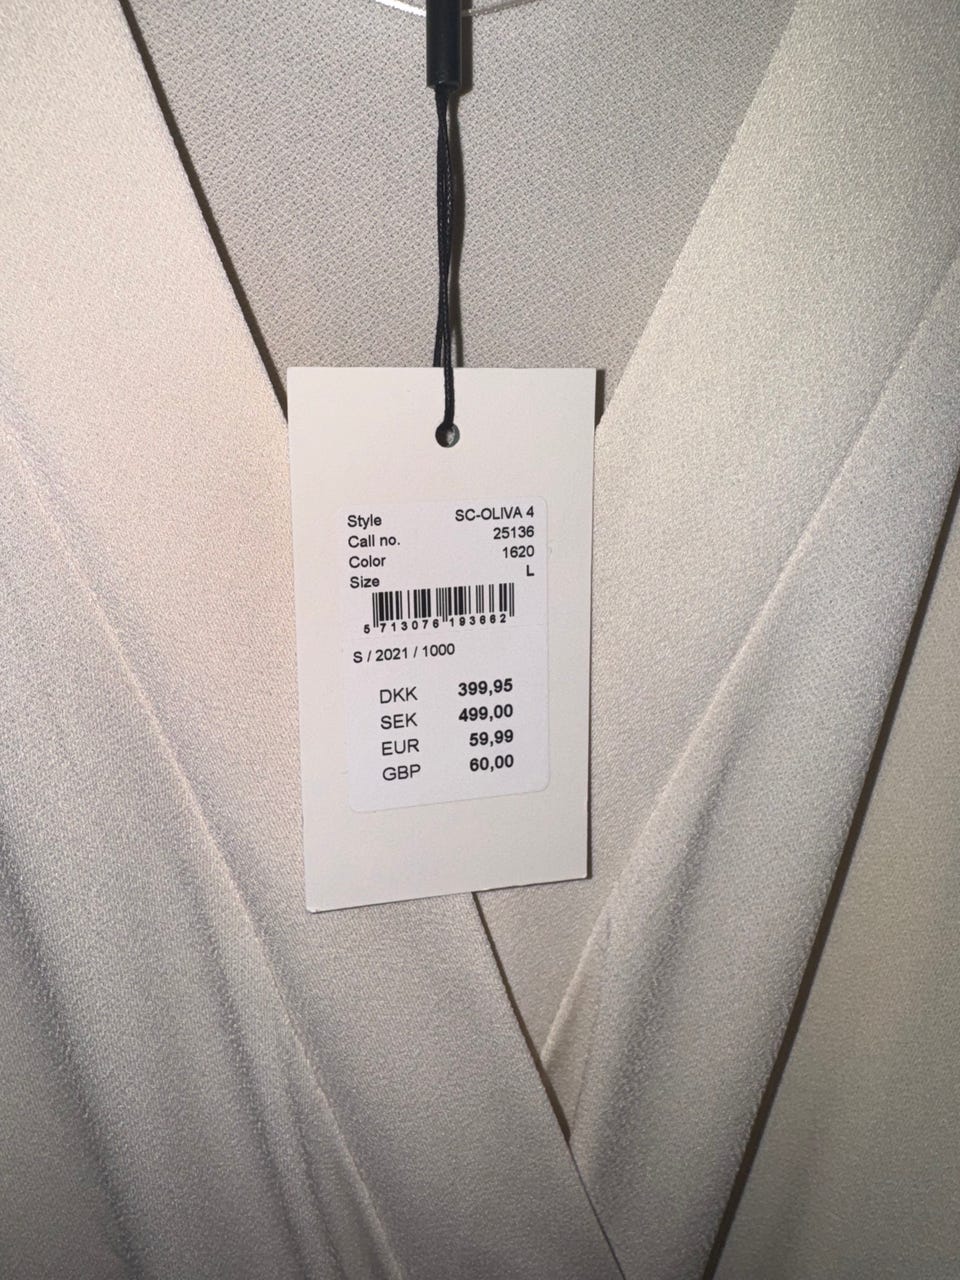 Style SC-OLIVA 4
Call no. 25136
Color 1620
Size L
5 713076 193662
S / 2021 / 1000
DKK 399,95
SEK 499,00
EUR 59,99
GBP 60,00